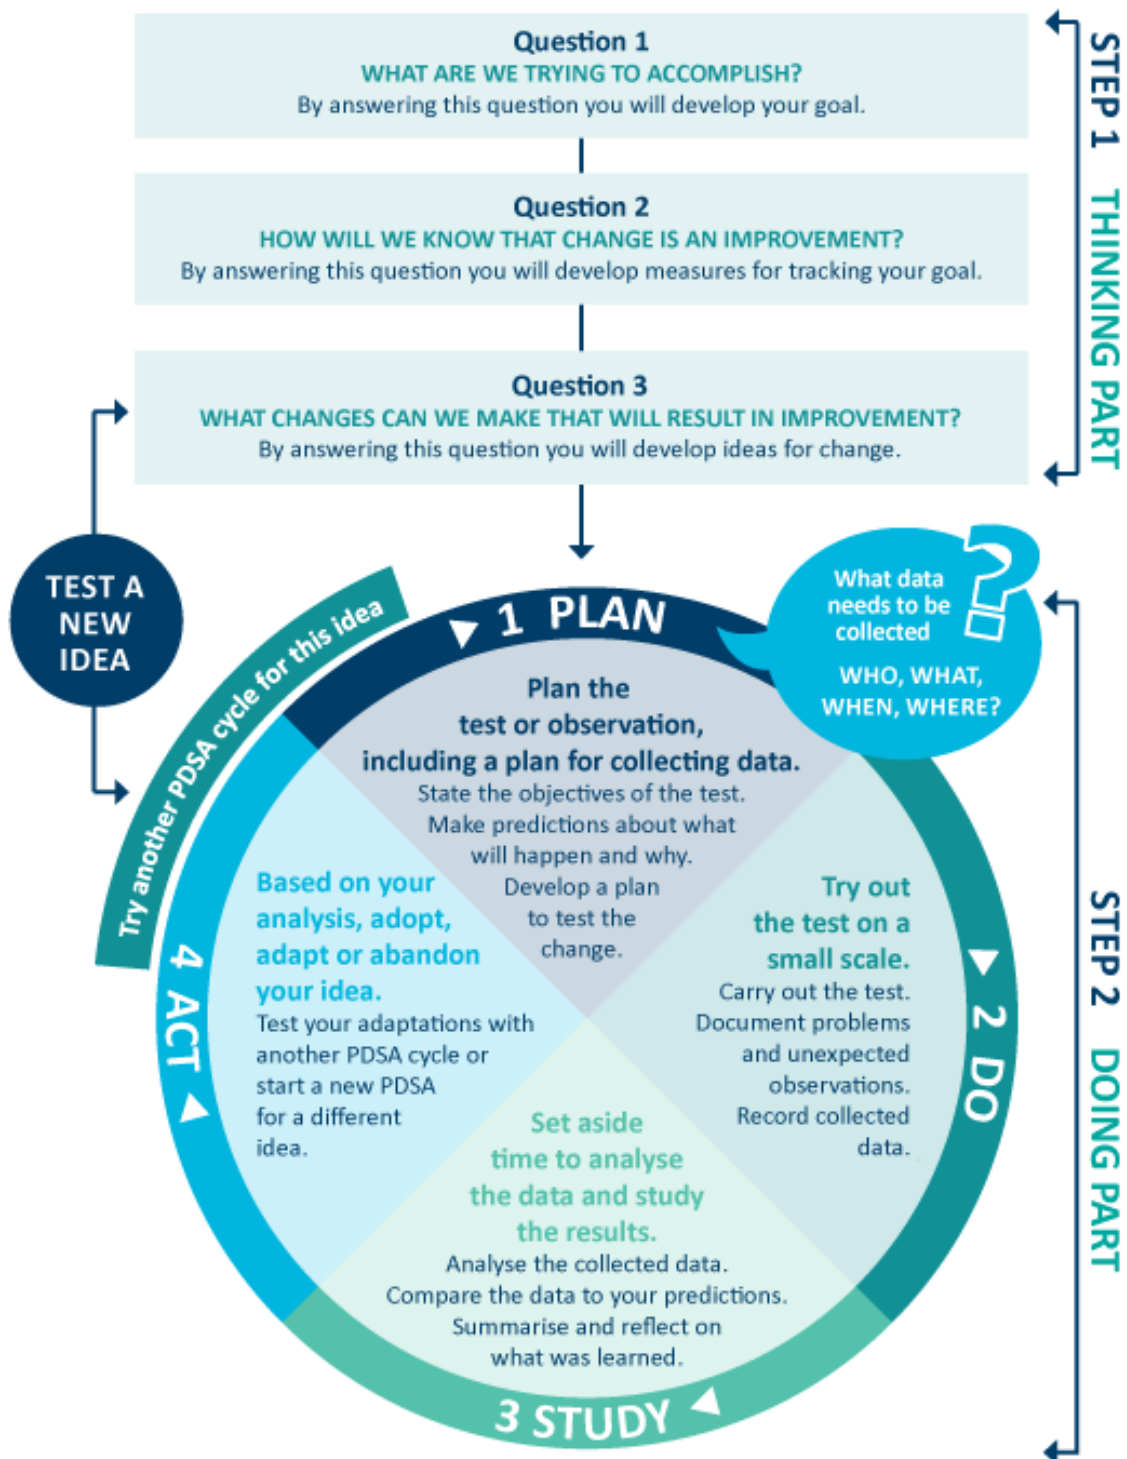 Question 1
WHAT ARE WE TRYING TO ACCOMPLISH?
By answering this question you will develop your goal.
Question 2
HOW WILL WE KNOW THAT CHANGE IS AN IMPROVEMENT?
By answering this question you will develop measures for tracking your goal.
Question 3
WHAT CHANGES CAN WE MAKE THAT WILL RESULT IN IMPROVEMENT?
By answering this question you will develop ideas for change.
STEP 1 THINKING PART
TEST A
NEW
IDEA
Try another PDSA cycle for this idea
1 PLAN
What data
needs to be
collected
?
WHO, WHAT,
WHEN, WHERE?
Plan the
test or observation,
including a plan for collecting data.
State the objectives of the test.
Make predictions about what
will happen and why.
Develop a plan
to test the
change.
2 DO
Try out
the test on a
small scale.
Carry out the test.
Document problems
and unexpected
observations.
Record collected
data.
3 STUDY
Set aside
time to analyse
the data and study
the results.
Analyse the collected data.
Compare the data to your predictions.
Summarise and reflect on
what was learned.
4 ACT
Based on your
analysis, adopt,
adapt or abandon
your idea.
Test your adaptations with
another PDSA cycle or
start a new PDSA
for a different
idea.
STEP 2 DOING PART